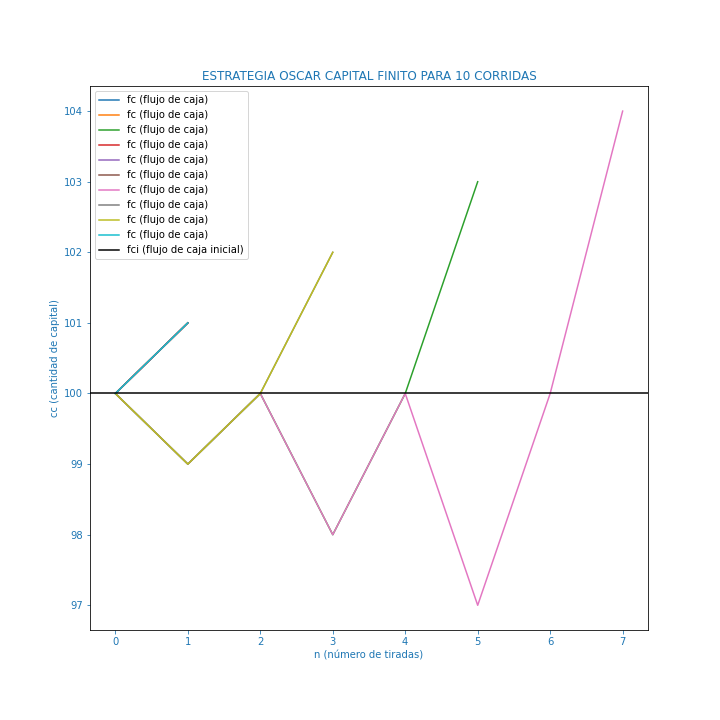 ESTRATEGIA OSCAR CAPITAL FINITO PARA 10 CORRIDAS
fc (flujo de caja)
fc (flujo de caja)
fc (flujo de caja)
fc (flujo de caja)
fc (flujo de caja)
fc (flujo de caja)
fc (flujo de caja)
fc (flujo de caja)
fc (flujo de caja)
fc (flujo de caja)
fci (flujo de caja inicial)
cc (cantidad de capital)
104
103
102
101
100
99
98
97
0 1 2 3 4 5 6 7
n (número de tiradas)